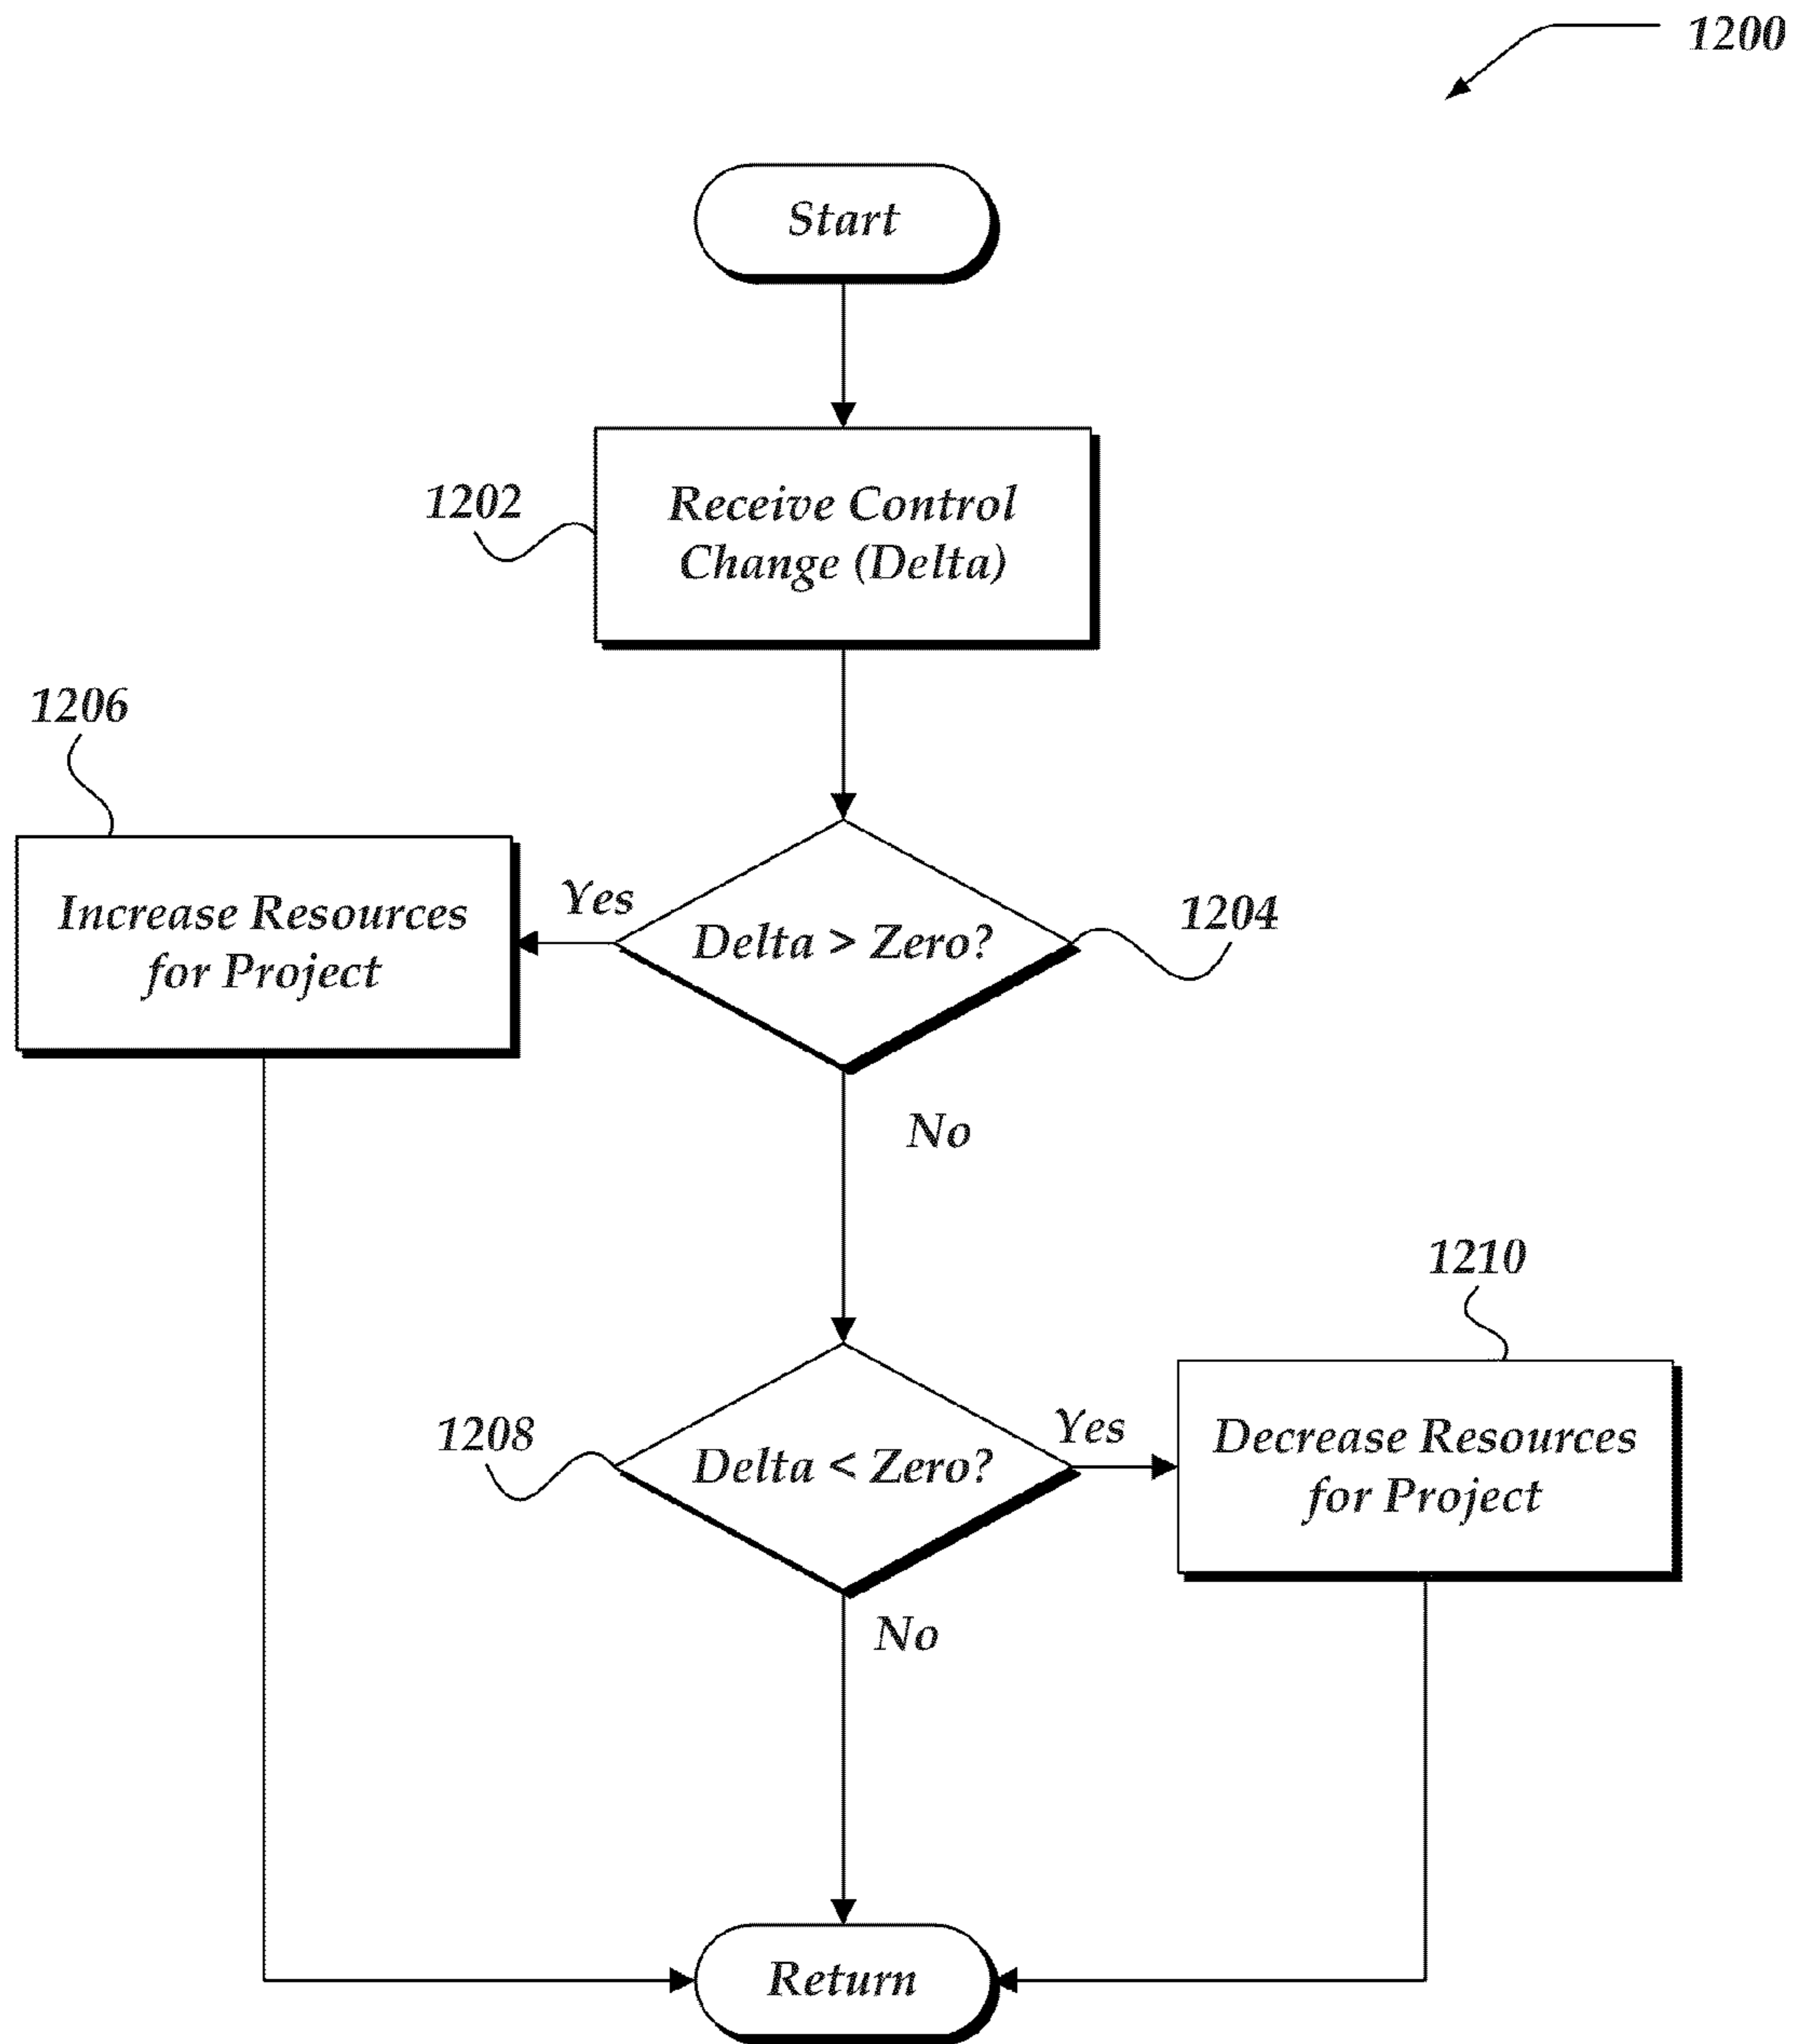 1200
Start
1202
Receive Control
Change (Delta)
1206
Increase Resources
for Project
Yes
Delta > Zero?
1204
No
1210
1208
Delta < Zero?
Yes
Decrease Resources
for Project
No
Return